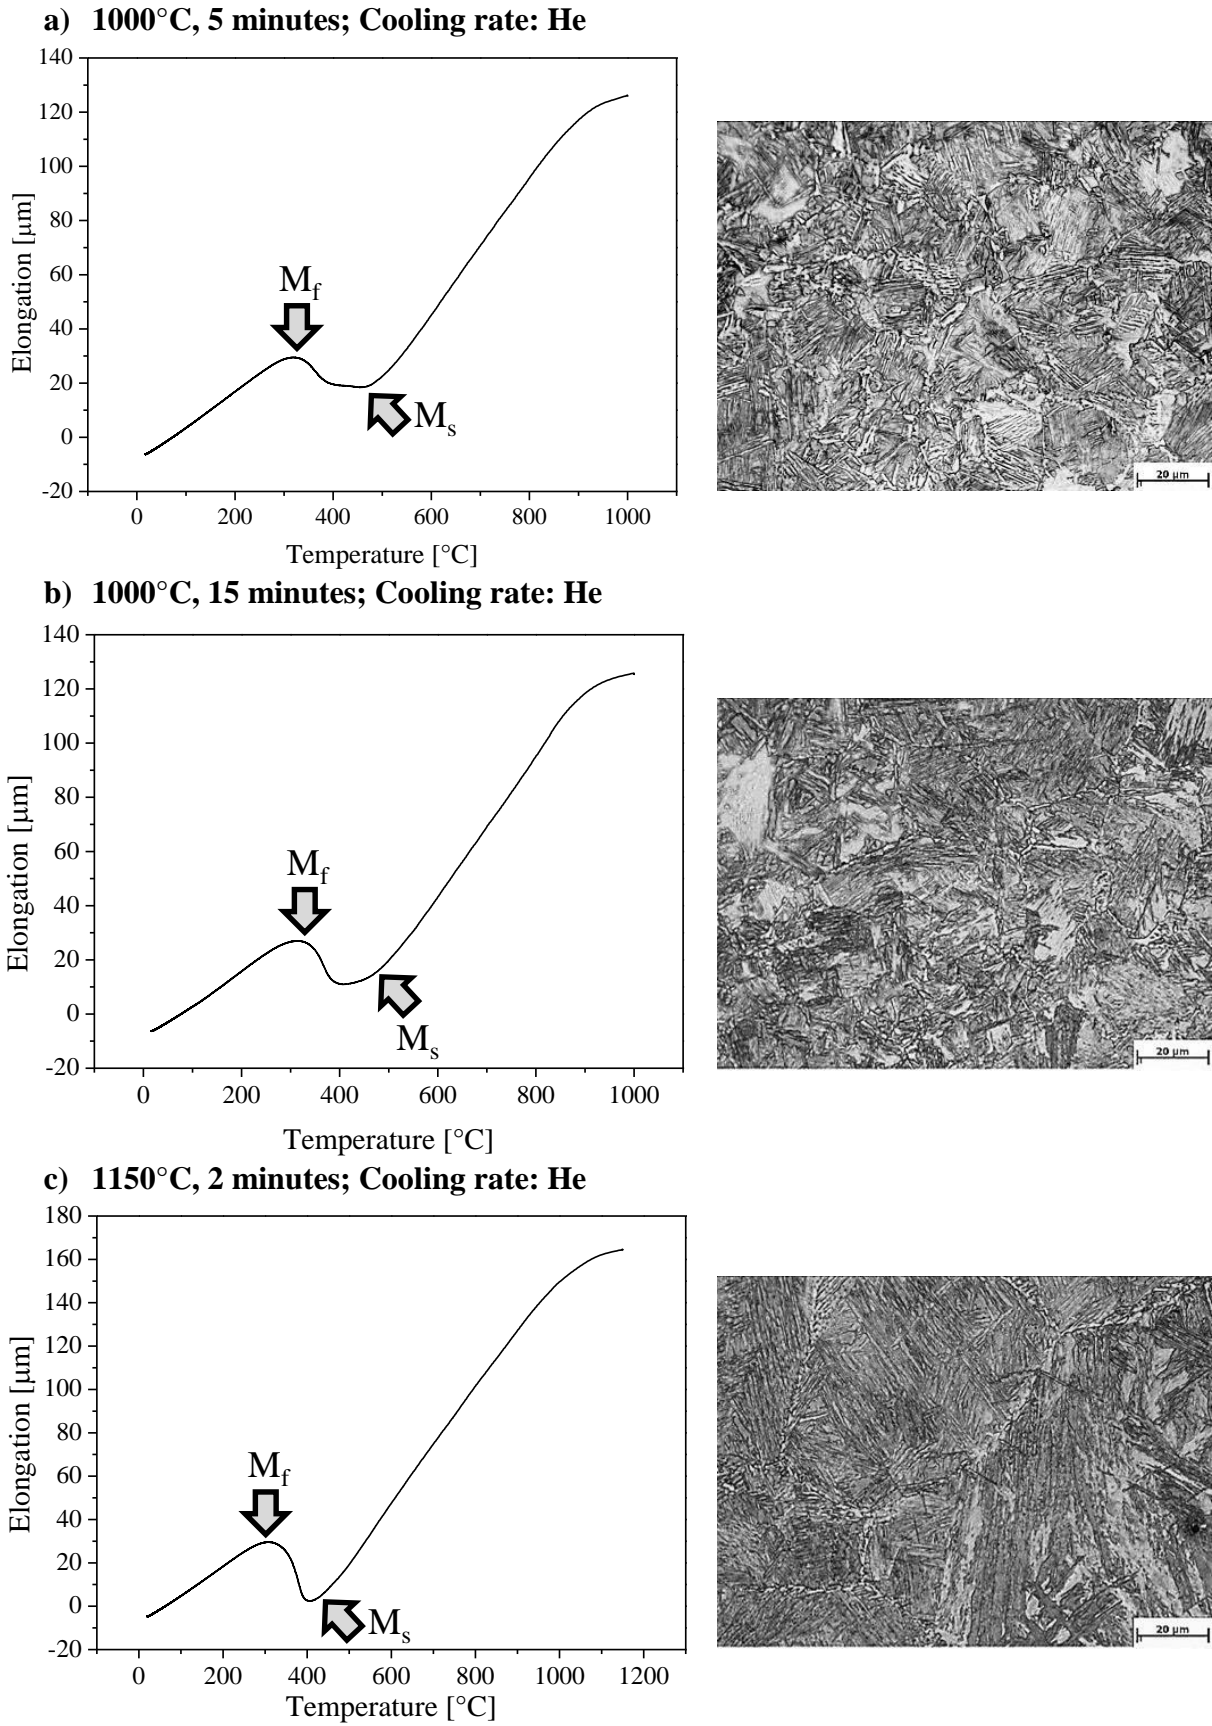 a) 1000°C, 5 minutes; Cooling rate: He
140
120
100
80
60
40
20
0
-20
Elongation [µm]
M_f
M_s
0 200 400 600 800 1000
Temperature [°C]
20 µm
b) 1000°C, 15 minutes; Cooling rate: He
140
120
100
80
60
40
20
0
-20
Elongation [µm]
M_f
M_s
0 200 400 600 800 1000
Temperature [°C]
20 µm
c) 1150°C, 2 minutes; Cooling rate: He
180
160
140
120
100
80
60
40
20
0
-20
Elongation [µm]
M_f
M_s
0 200 400 600 800 1000 1200
Temperature [°C]
20 µm